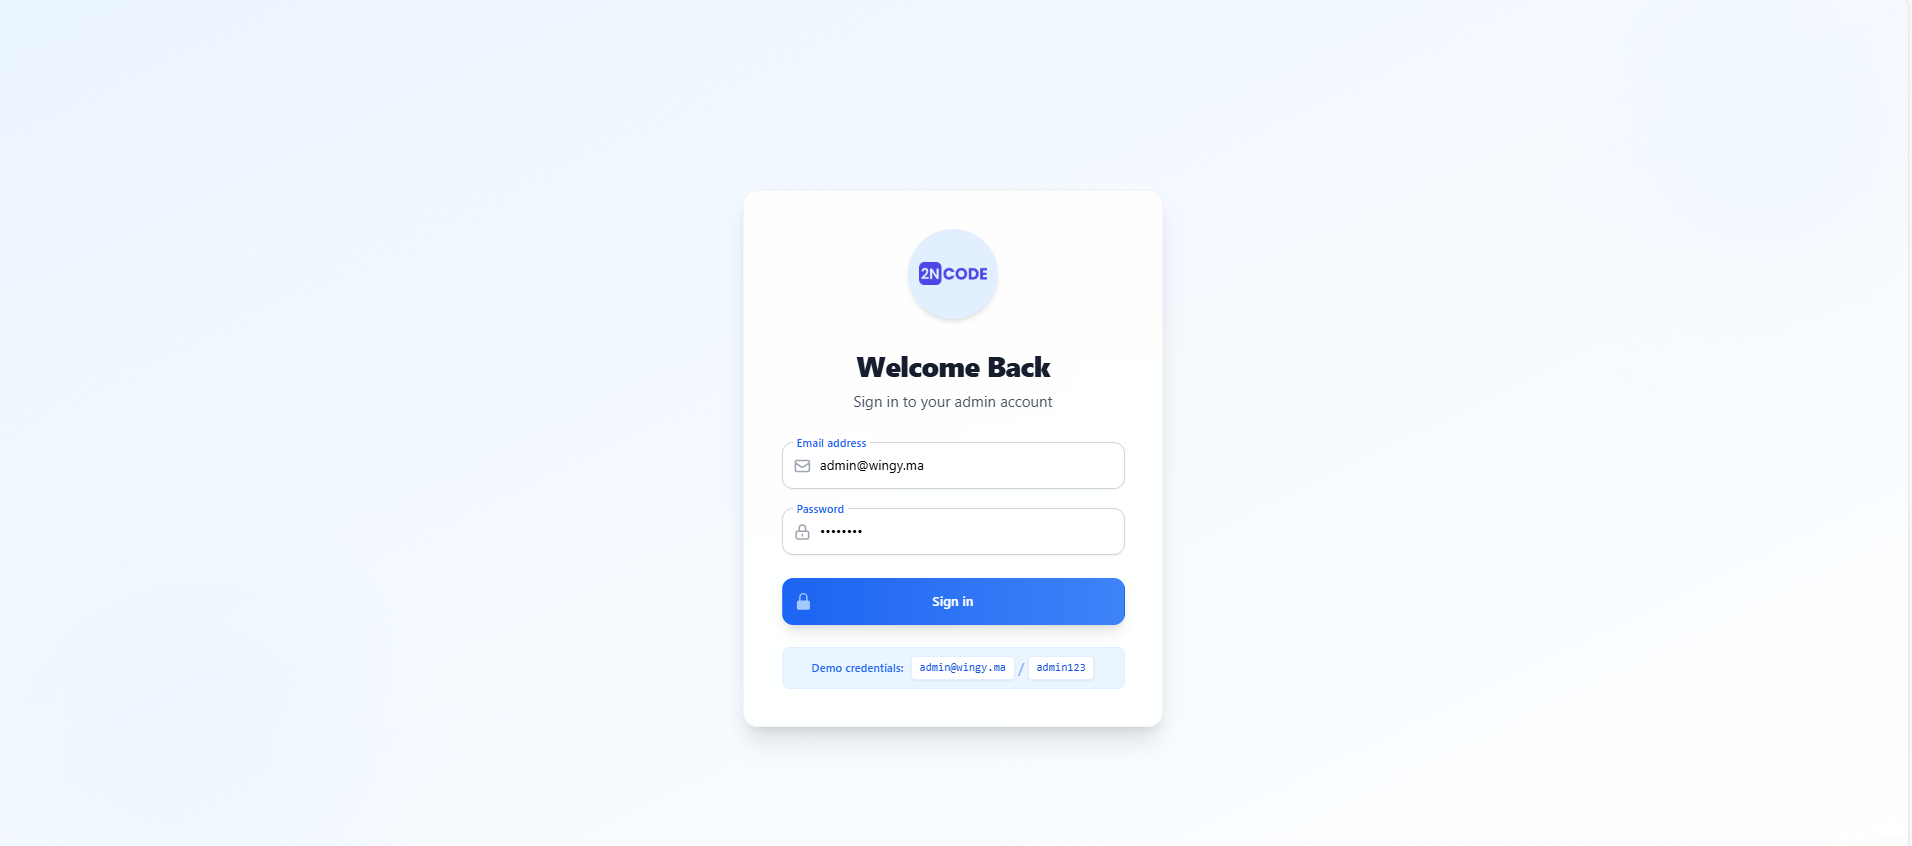 2NCODE
Welcome Back
Sign in to your admin account
Email address
admin@wingy.ma
Password
••••••••
Sign in
Demo credentials: admin@wingy.ma / admin123